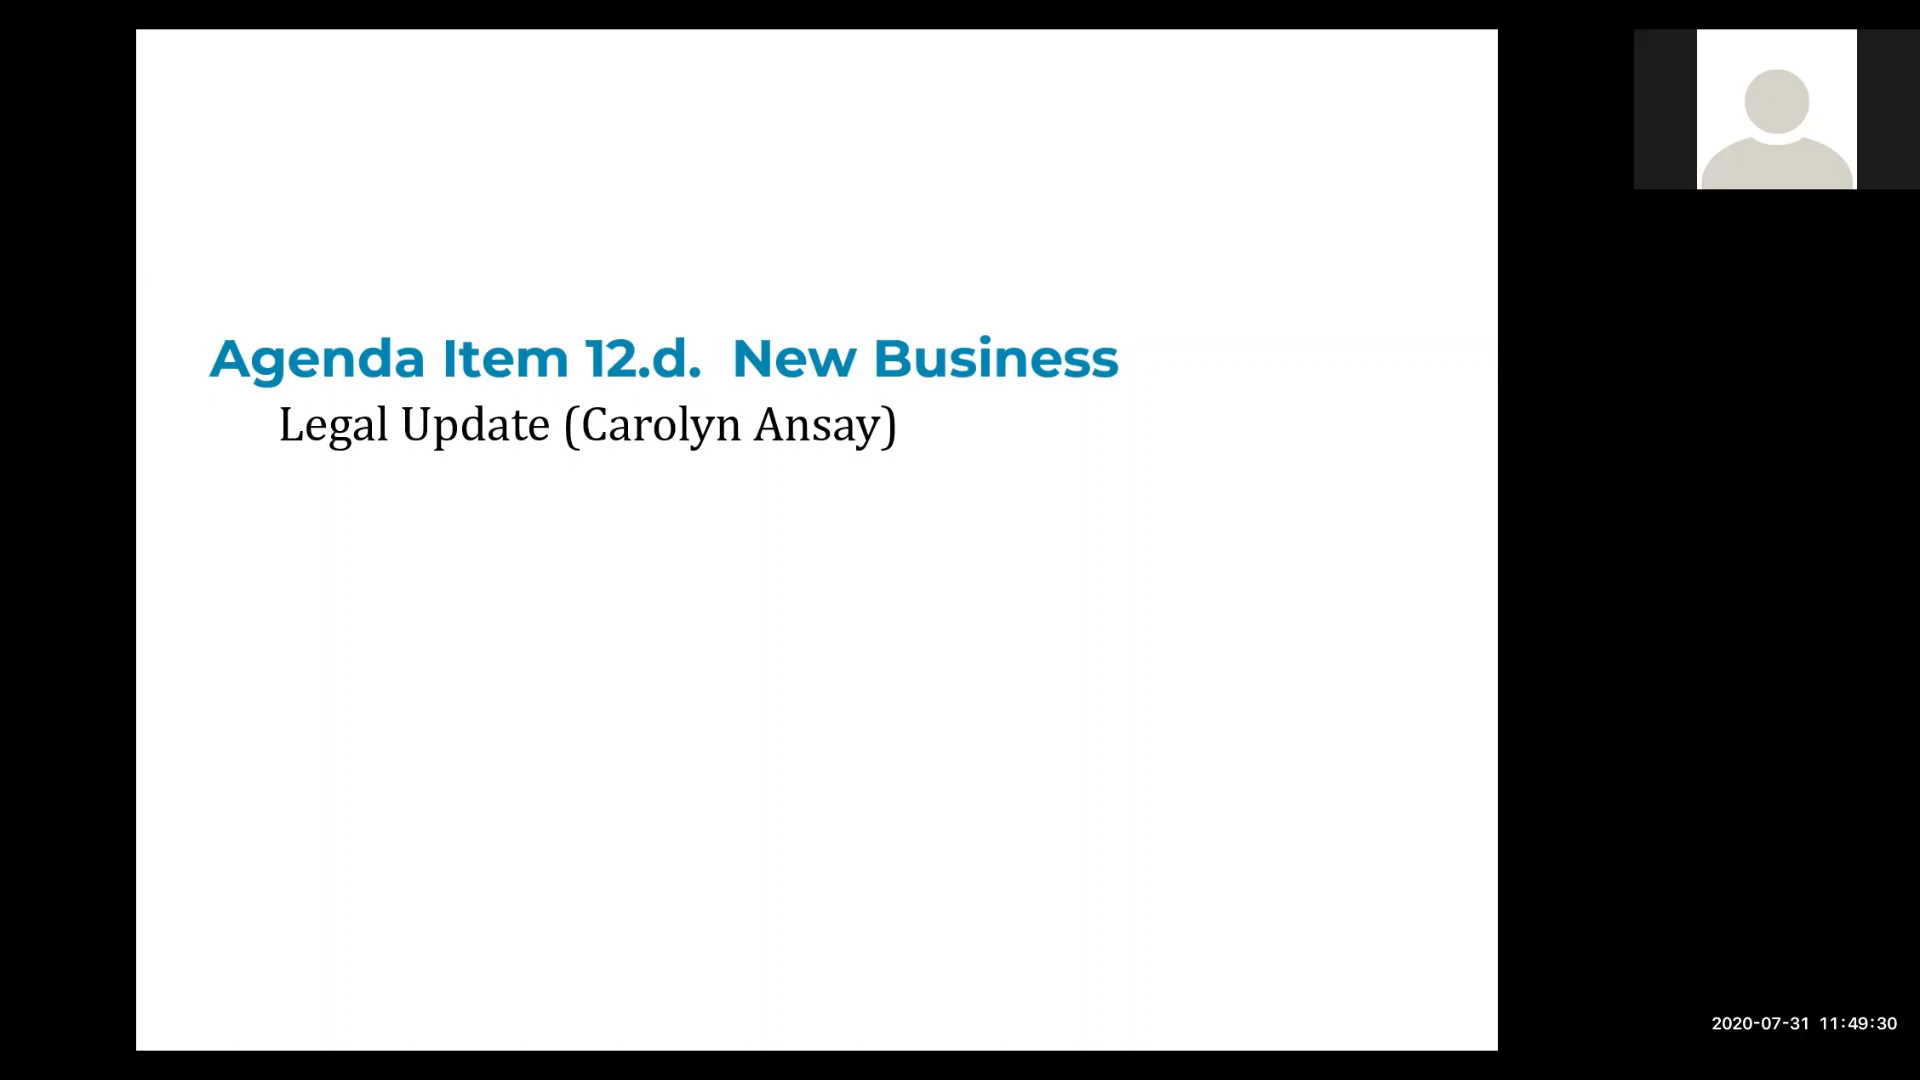 Agenda Item 12.d. New Business
Legal Update (Carolyn Ansay)
2020-07-31 11:49:30